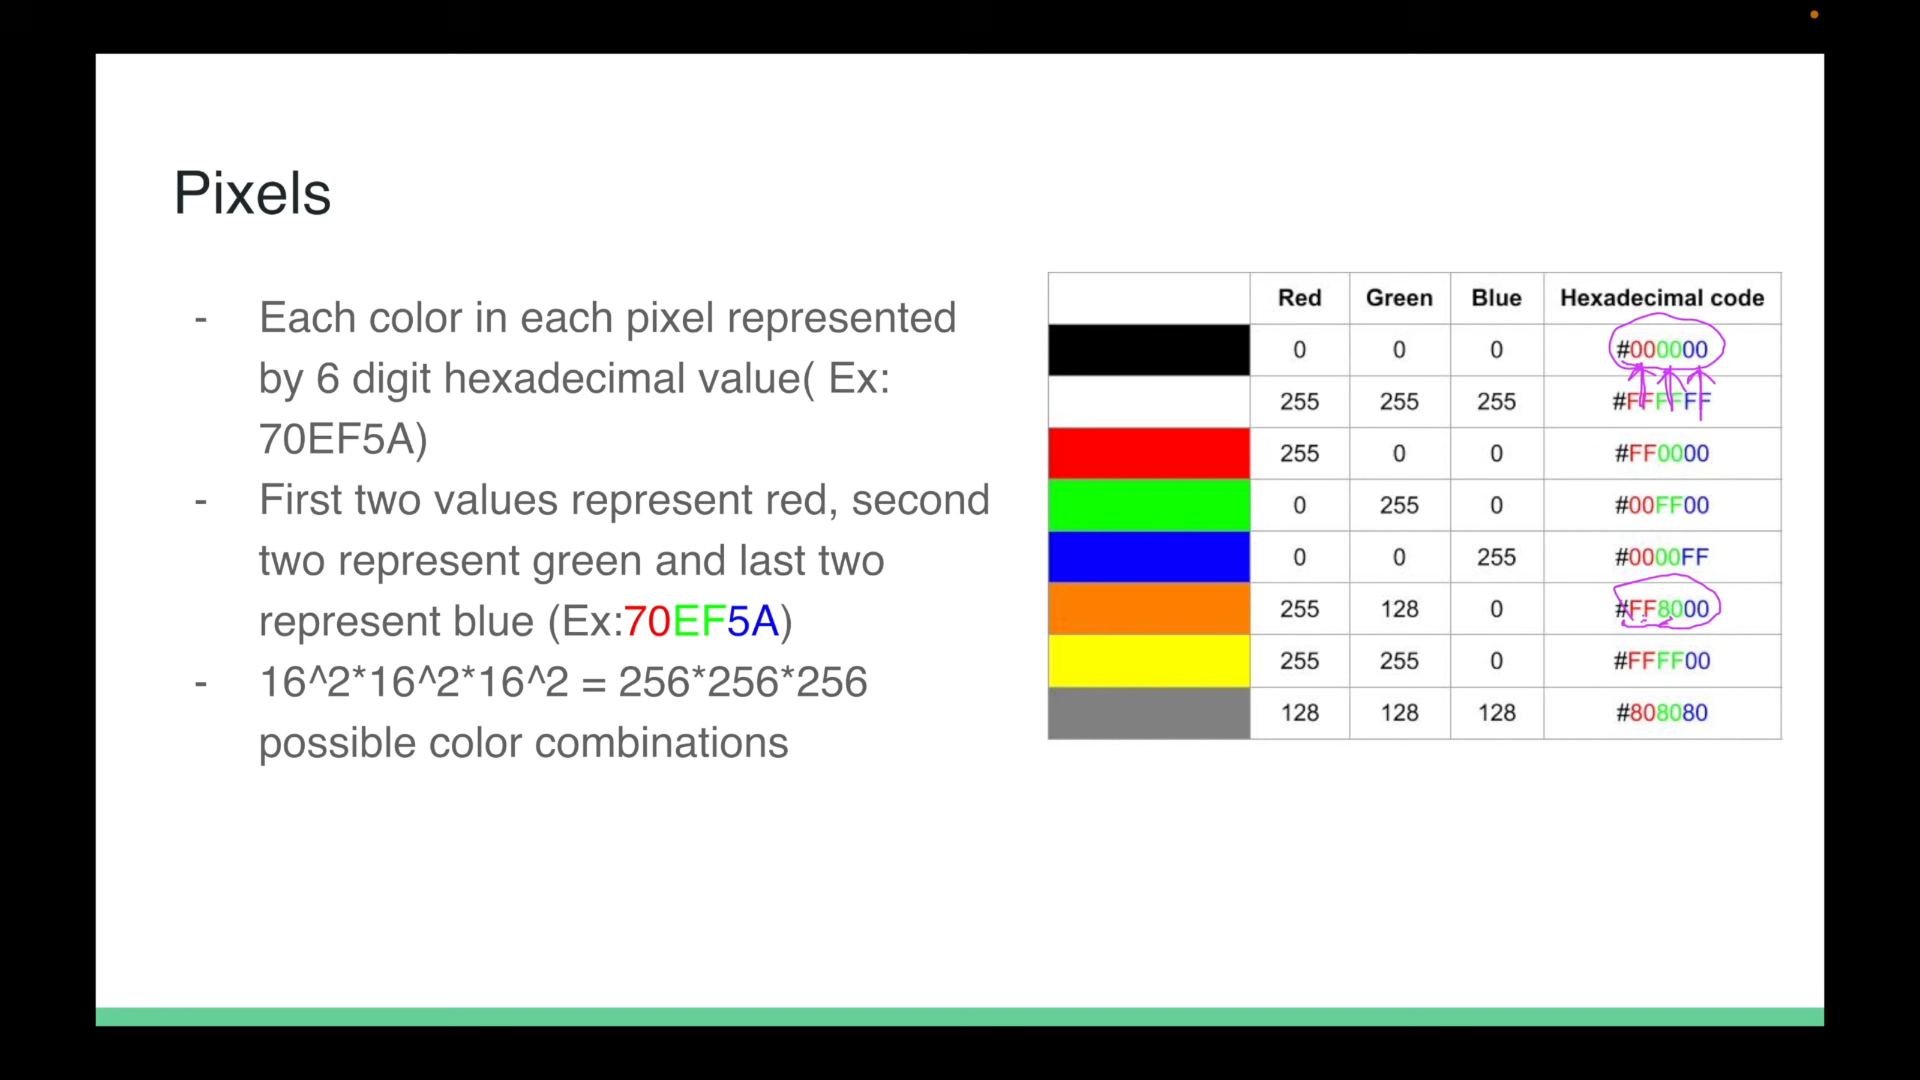 Pixels
- Each color in each pixel represented
by 6 digit hexadecimal value( Ex:
70EF5A)
- First two values represent red, second
two represent green and last two
represent blue (Ex:70EF5A)
- 16^2*16^2*16^2 = 256*256*256
possible color combinations
Red Green Blue Hexadecimal code
0 0 0 #000000
255 255 255 #FFFFFF
255 0 0 #FF0000
0 255 0 #00FF00
0 0 255 #0000FF
255 128 0 #FF8000
255 255 0 #FFFF00
128 128 128 #808080